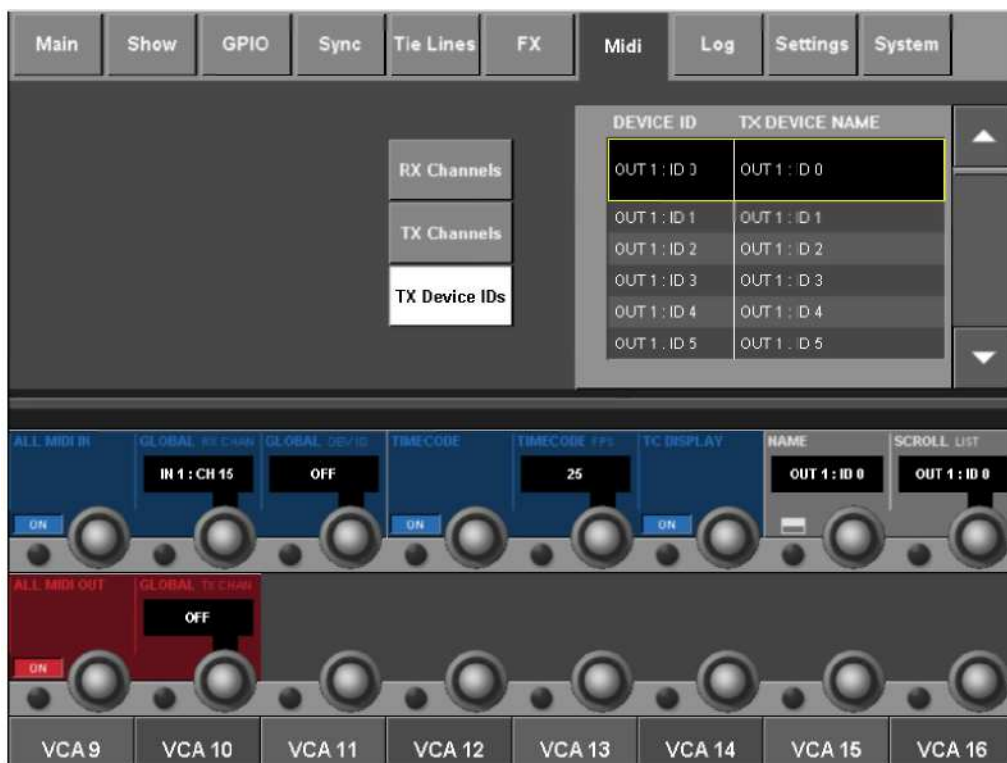 Main Show GPIO Sync Tie Lines FX Midi Log Settings System
DEVICE ID TX DEVICE NAME
RX Channels
OUT 1 : ID 0 OUT 1 : ID 0
TX Channels
OUT 1 : ID 1 OUT 1 : ID 1
OUT 1 : ID 2 OUT 1 : ID 2
TX Device IDs
OUT 1 : ID 3 OUT 1 : ID 3
OUT 1 : ID 4 OUT 1 : ID 4
OUT 1 : ID 5 OUT 1 : ID 5
ALL MIDI IN GLOBAL RX CHAN GLOBAL DEV ID TIMECODE TIMECODE FPS TC DISPLAY NAME SCROLL LIST
IN 1 : CH 15 OFF 25 OUT 1 : ID 0 OUT 1 : ID 0
ON ON ON
ALL MIDI OUT GLOBAL TX CHAN
OFF
ON
VCA 9 VCA 10 VCA 11 VCA 12 VCA 13 VCA 14 VCA 15 VCA 16